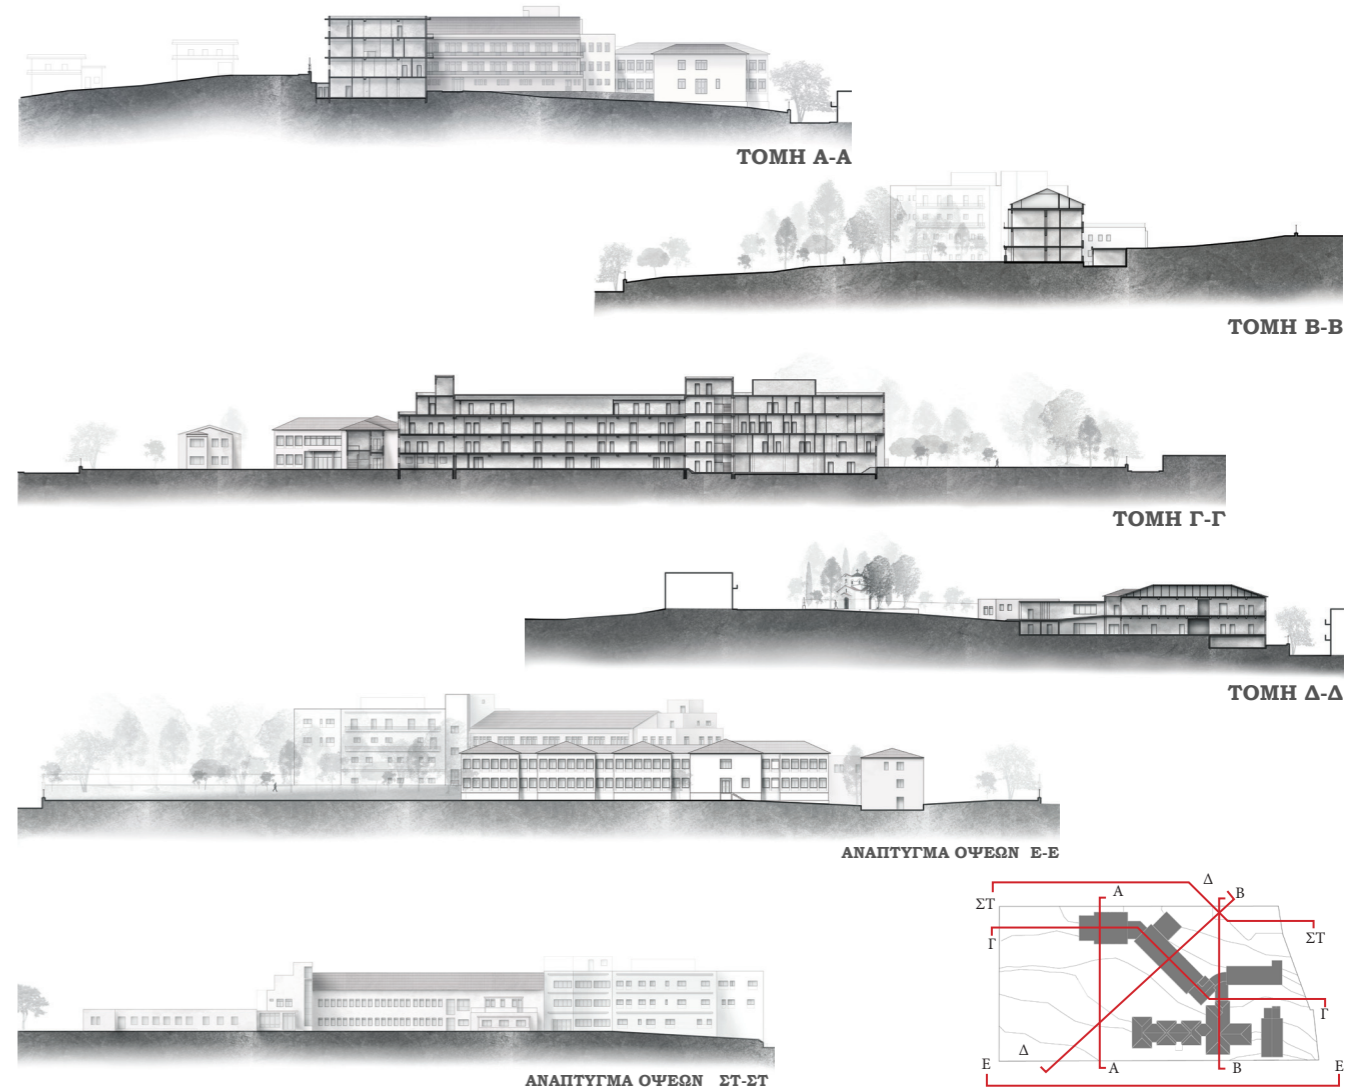 ΤΟΜΗ Α-Α
ΤΟΜΗ Β-Β
ΤΟΜΗ Γ-Γ
ΤΟΜΗ Δ-Δ
ΑΝΑΠΤΥΓΜΑ ΟΨΕΩΝ Ε-Ε
Δ
Α
Β
ΣΤ
ΣΤ
Γ
Γ
Δ
Ε
Α
Β
Ε
ΑΝΑΠΤΥΓΜΑ ΟΨΕΩΝ ΣΤ-ΣΤ